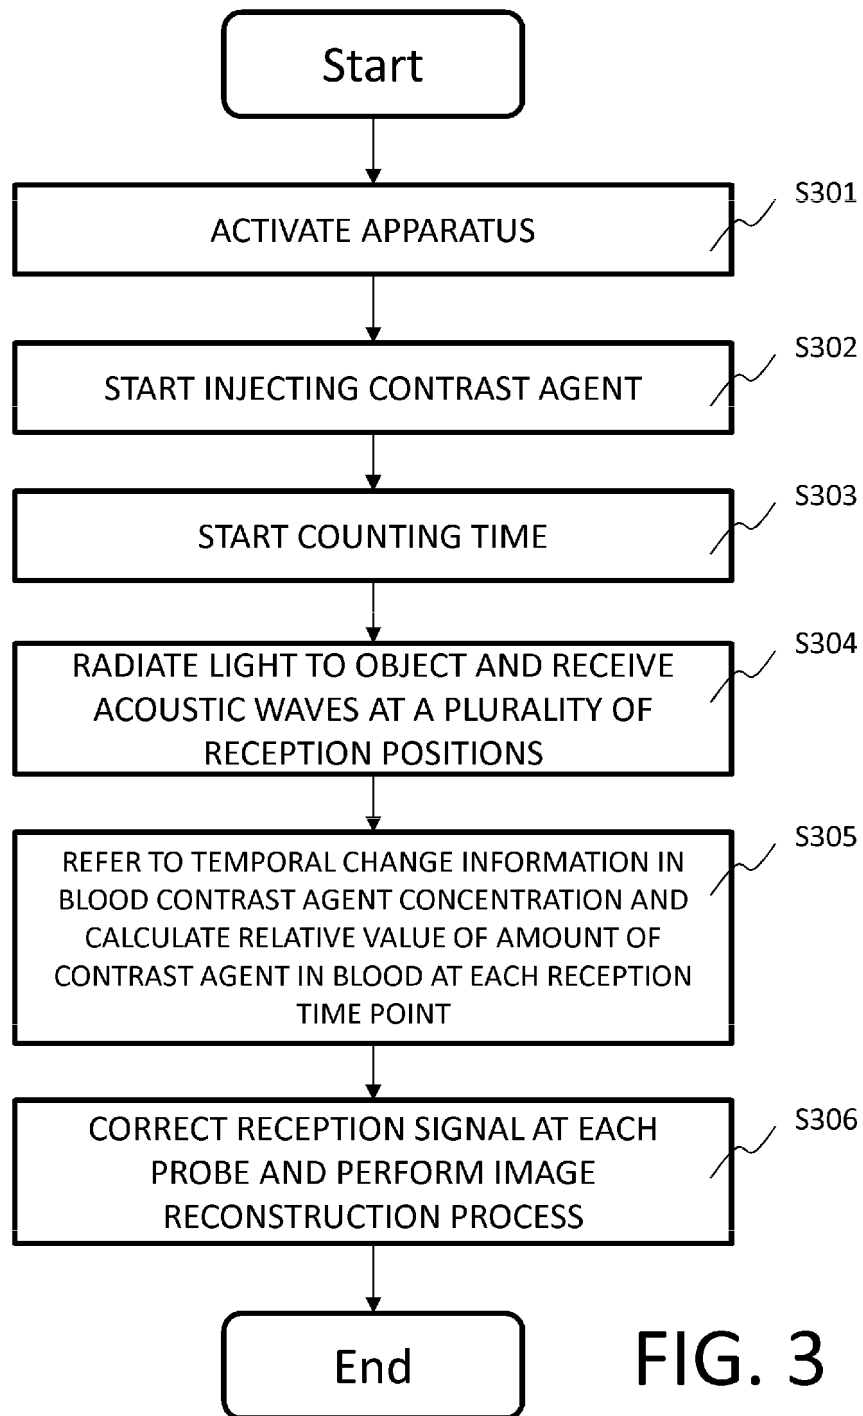 Start
S301
ACTIVATE APPARATUS
S302
START INJECTING CONTRAST AGENT
S303
START COUNTING TIME
S304
RADIATE LIGHT TO OBJECT AND RECEIVE
ACOUSTIC WAVES AT A PLURALITY OF
RECEPTION POSITIONS
S305
REFER TO TEMPORAL CHANGE INFORMATION IN
BLOOD CONTRAST AGENT CONCENTRATION AND
CALCULATE RELATIVE VALUE OF AMOUNT OF
CONTRAST AGENT IN BLOOD AT EACH RECEPTION
TIME POINT
S306
CORRECT RECEPTION SIGNAL AT EACH
PROBE AND PERFORM IMAGE
RECONSTRUCTION PROCESS
End
FIG. 3